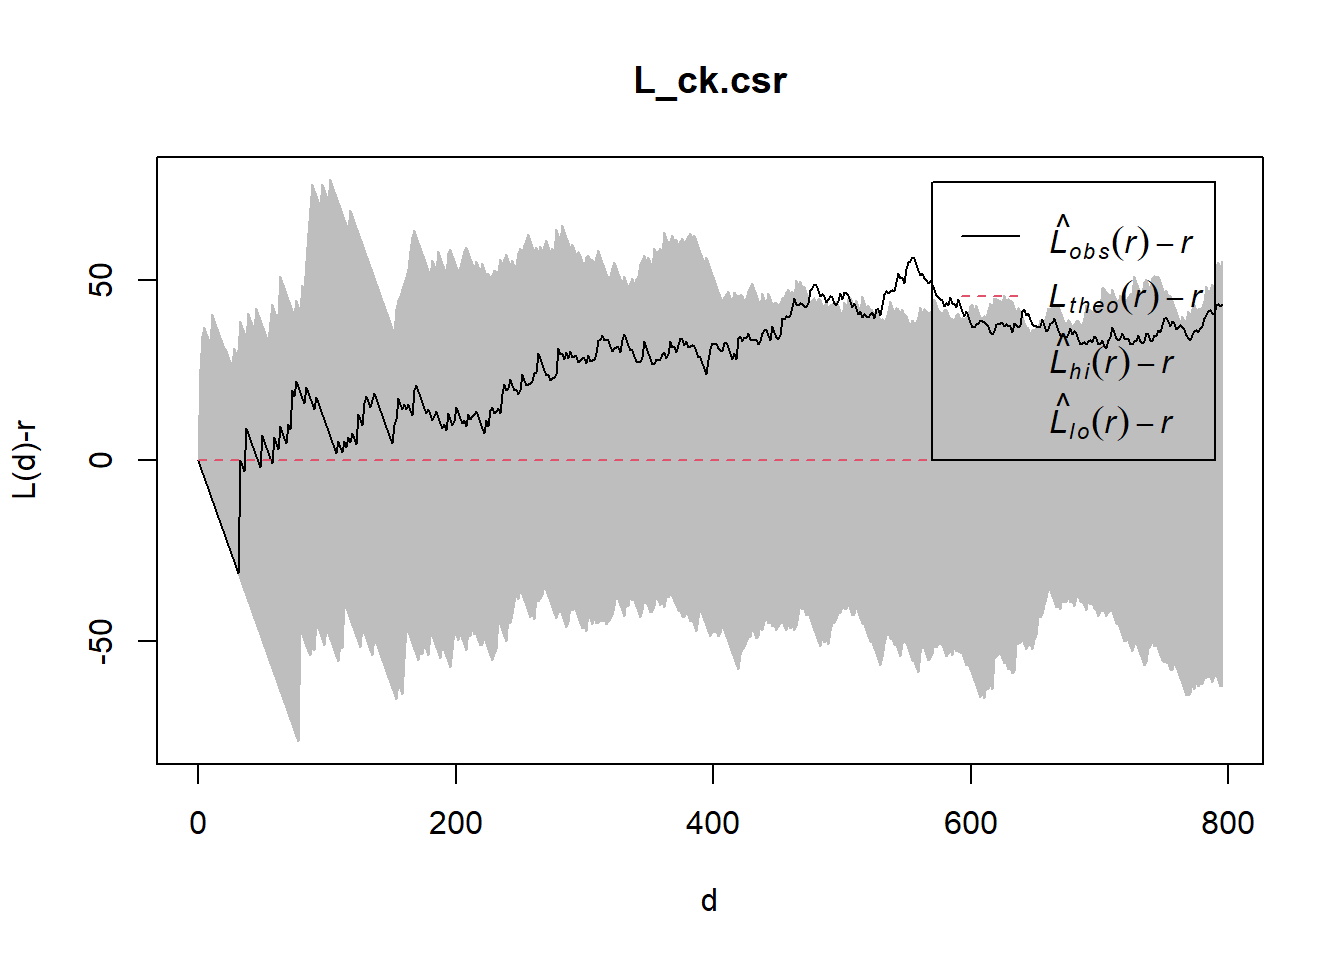 L_ck.csr
L̂obs(r) − r
Ltheo(r) − r
L̂hi(r) − r
L̂lo(r) − r
L(d)-r
50
0
-50
0 200 400 600 800
d